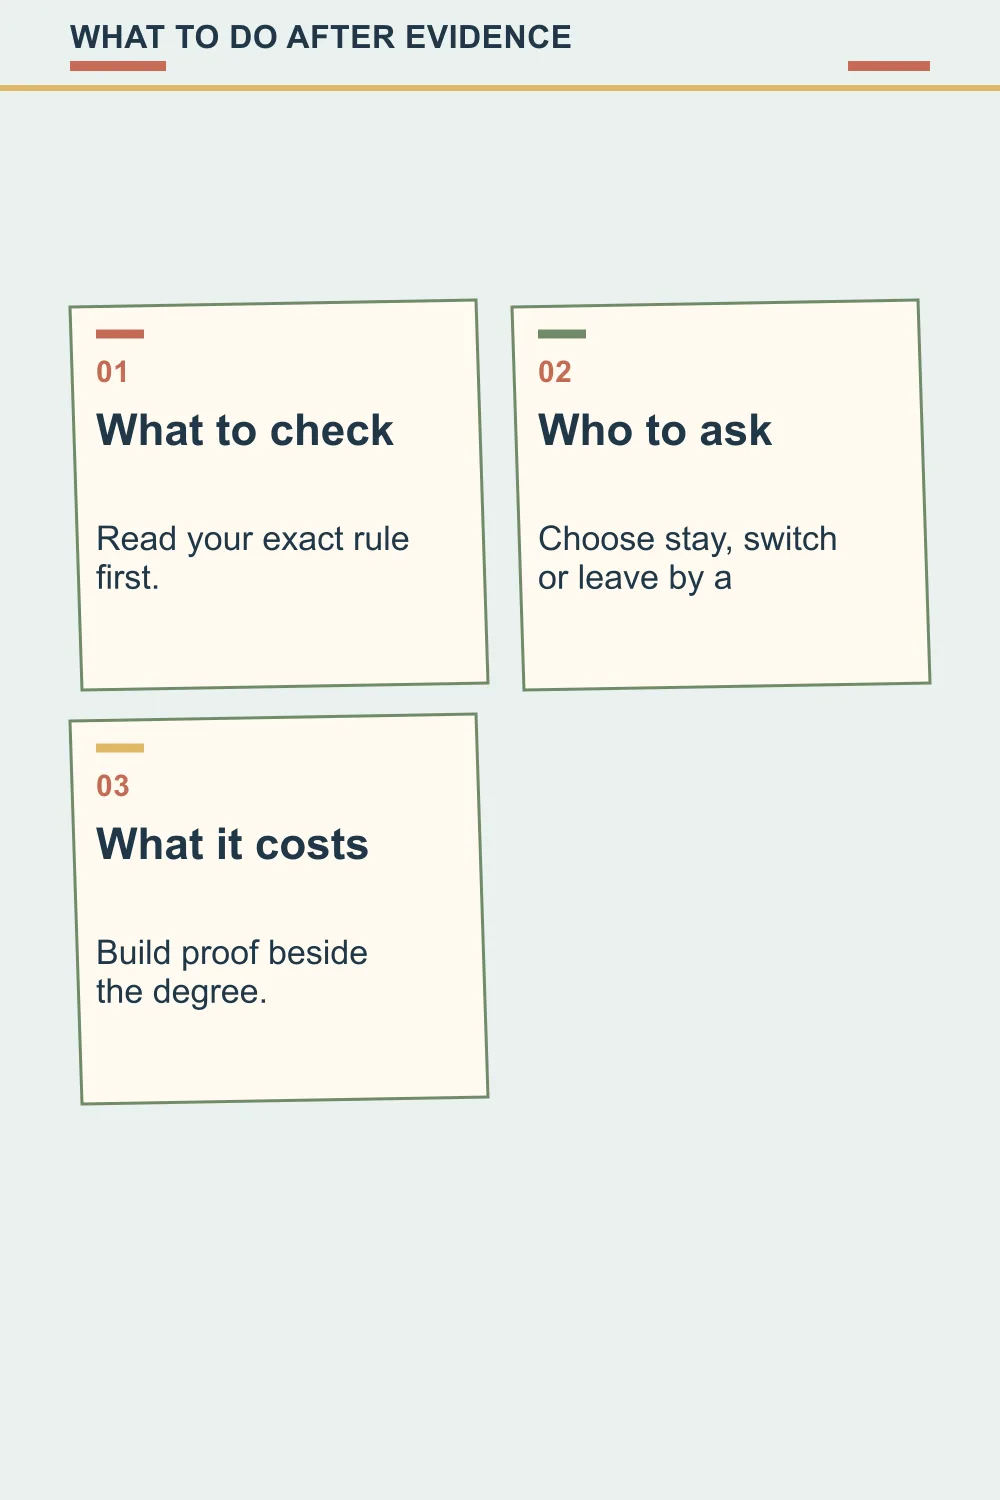 WHAT TO DO AFTER EVIDENCE
01
What to check
Read your exact rule
first.
02
Who to ask
Choose stay, switch
or leave by a
03
What it costs
Build proof beside
the degree.